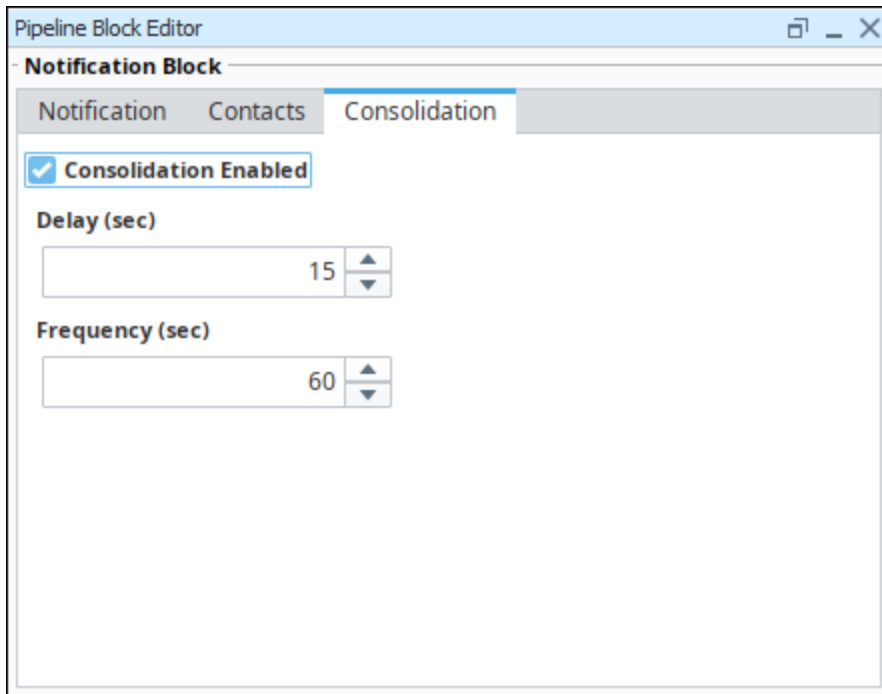 Pipeline Block Editor
Notification Block
Notification Contacts Consolidation
Consolidation Enabled
Delay (sec)
15
Frequency (sec)
60